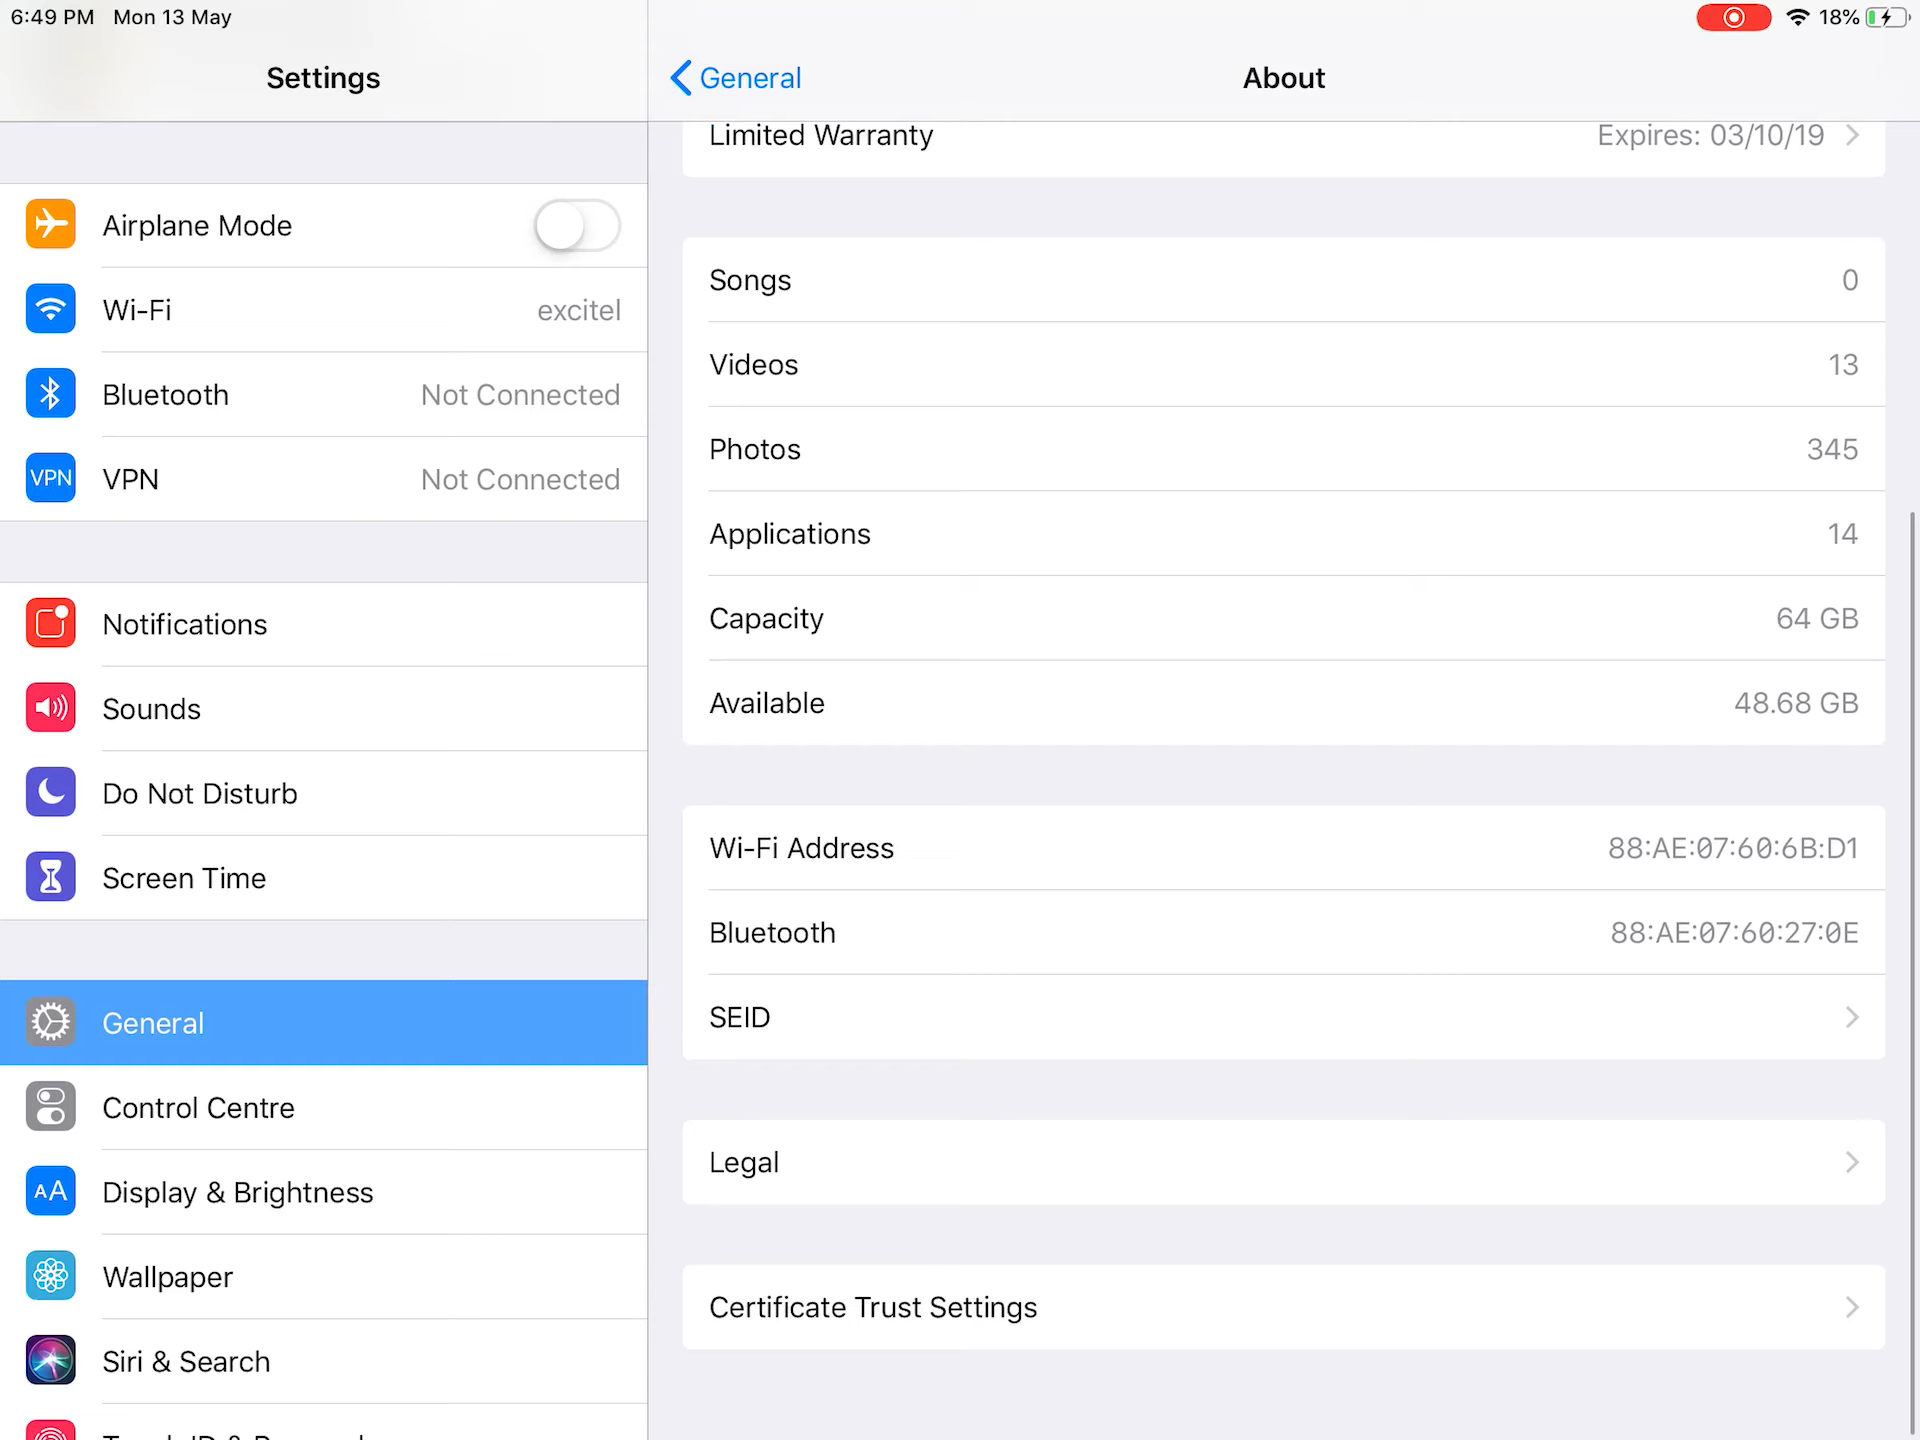 6:49 PM Mon 13 May
18%
Settings
General
About
Limited Warranty Expires: 03/10/19
Airplane Mode
Wi-Fi excitel
Bluetooth Not Connected
VPN VPN Not Connected
Notifications
Sounds
Do Not Disturb
Screen Time
General
Control Centre
AA Display & Brightness
Wallpaper
Siri & Search
Songs 0
Videos 13
Photos 345
Applications 14
Capacity 64 GB
Available 48.68 GB
Wi-Fi Address 88:AE:07:60:6B:D1
Bluetooth 88:AE:07:60:27:0E
SEID
Legal
Certificate Trust Settings